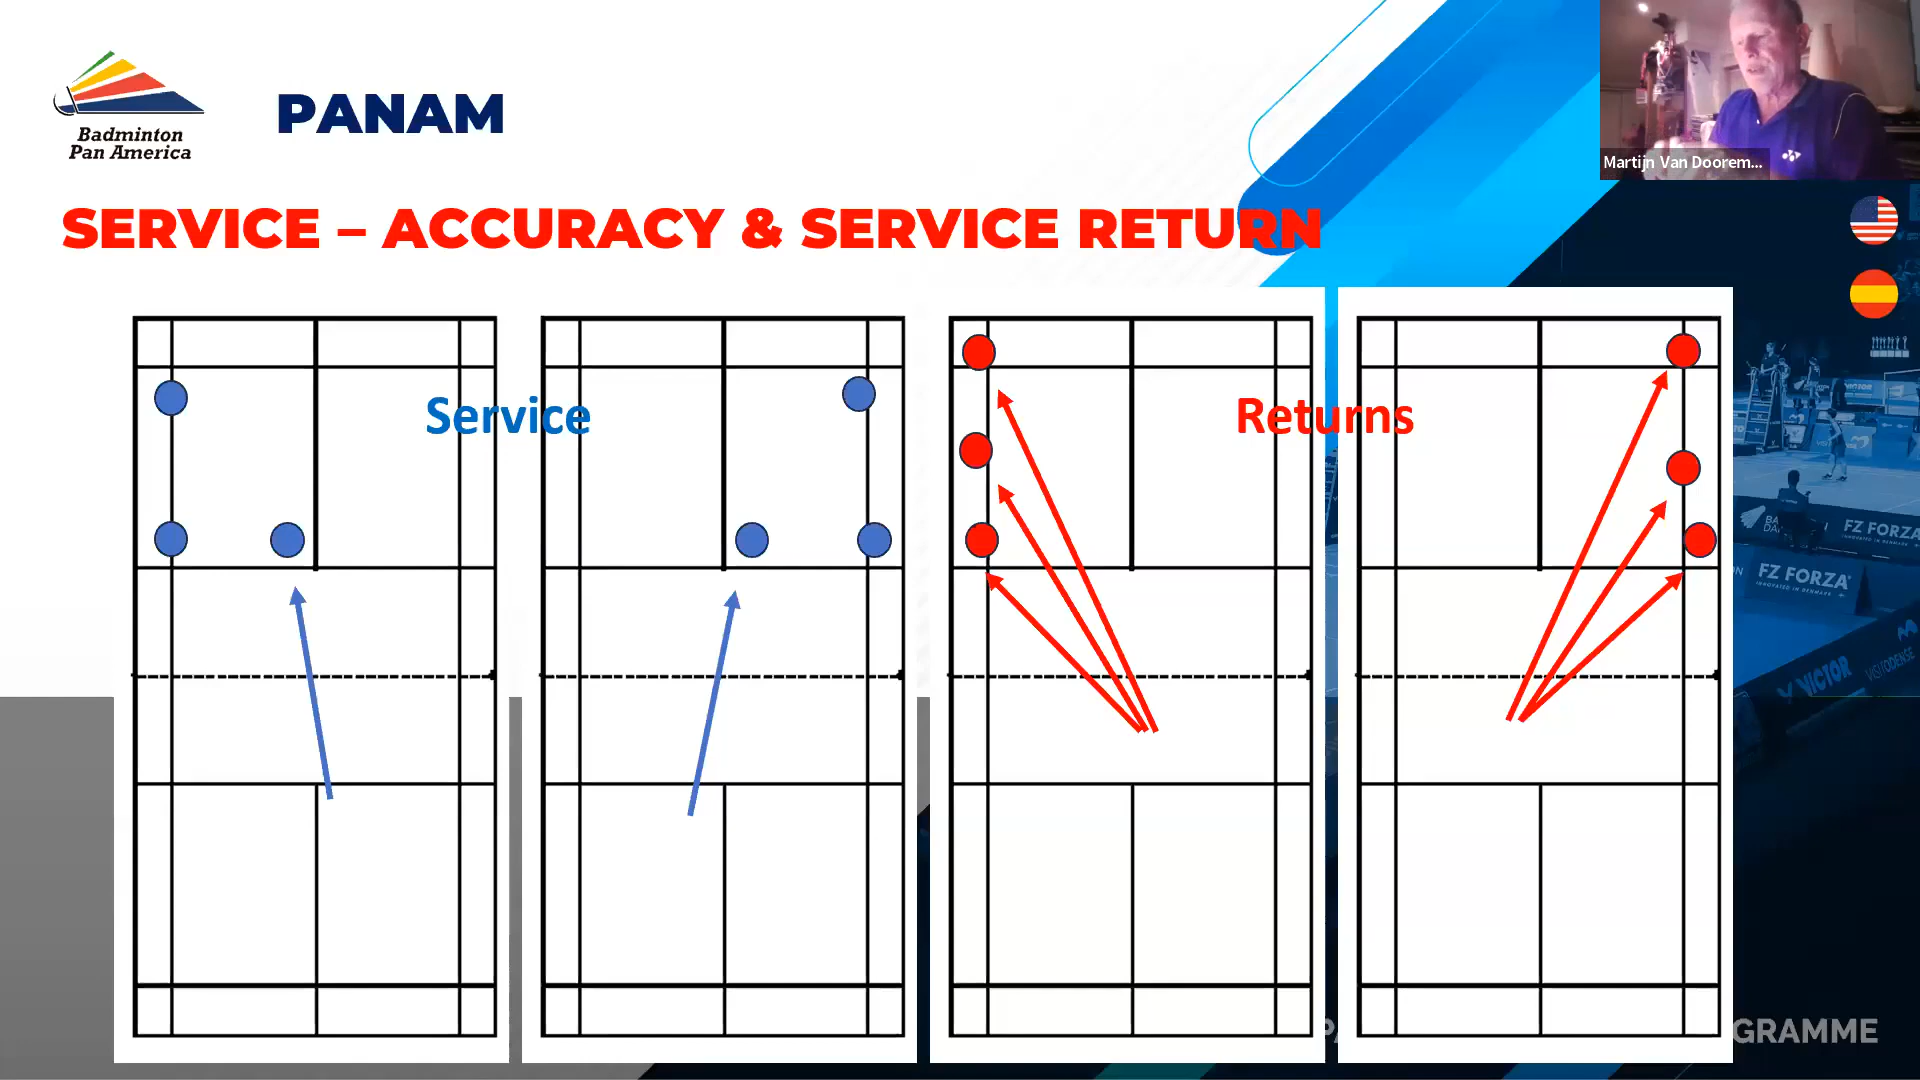 Badminton
Pan America
PANAM
Martijn Van Doorem...
SERVICE – ACCURACY & SERVICE RETURN
Service
Returns
FZ FORZA
FZ FORZA
VICTOR
GRAMME